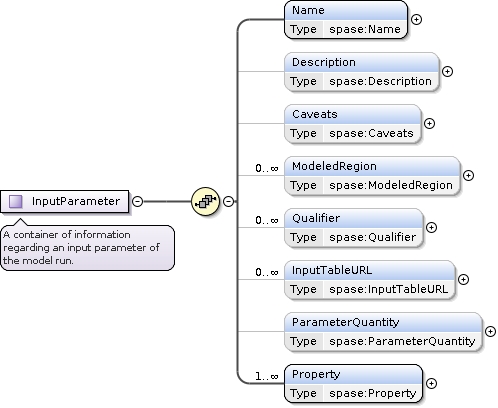 Name
Type spase:Name
Description
Type spase:Description
Caveats
Type spase:Caveats
0..∞ ModeledRegion
Type spase:ModeledRegion
0..∞ Qualifier
Type spase:Qualifier
InputParameter
A container of information
regarding an input parameter of
the model run.
0..∞ InputTableURL
Type spase:InputTableURL
ParameterQuantity
Type spase:ParameterQuantity
1..∞ Property
Type spase:Property